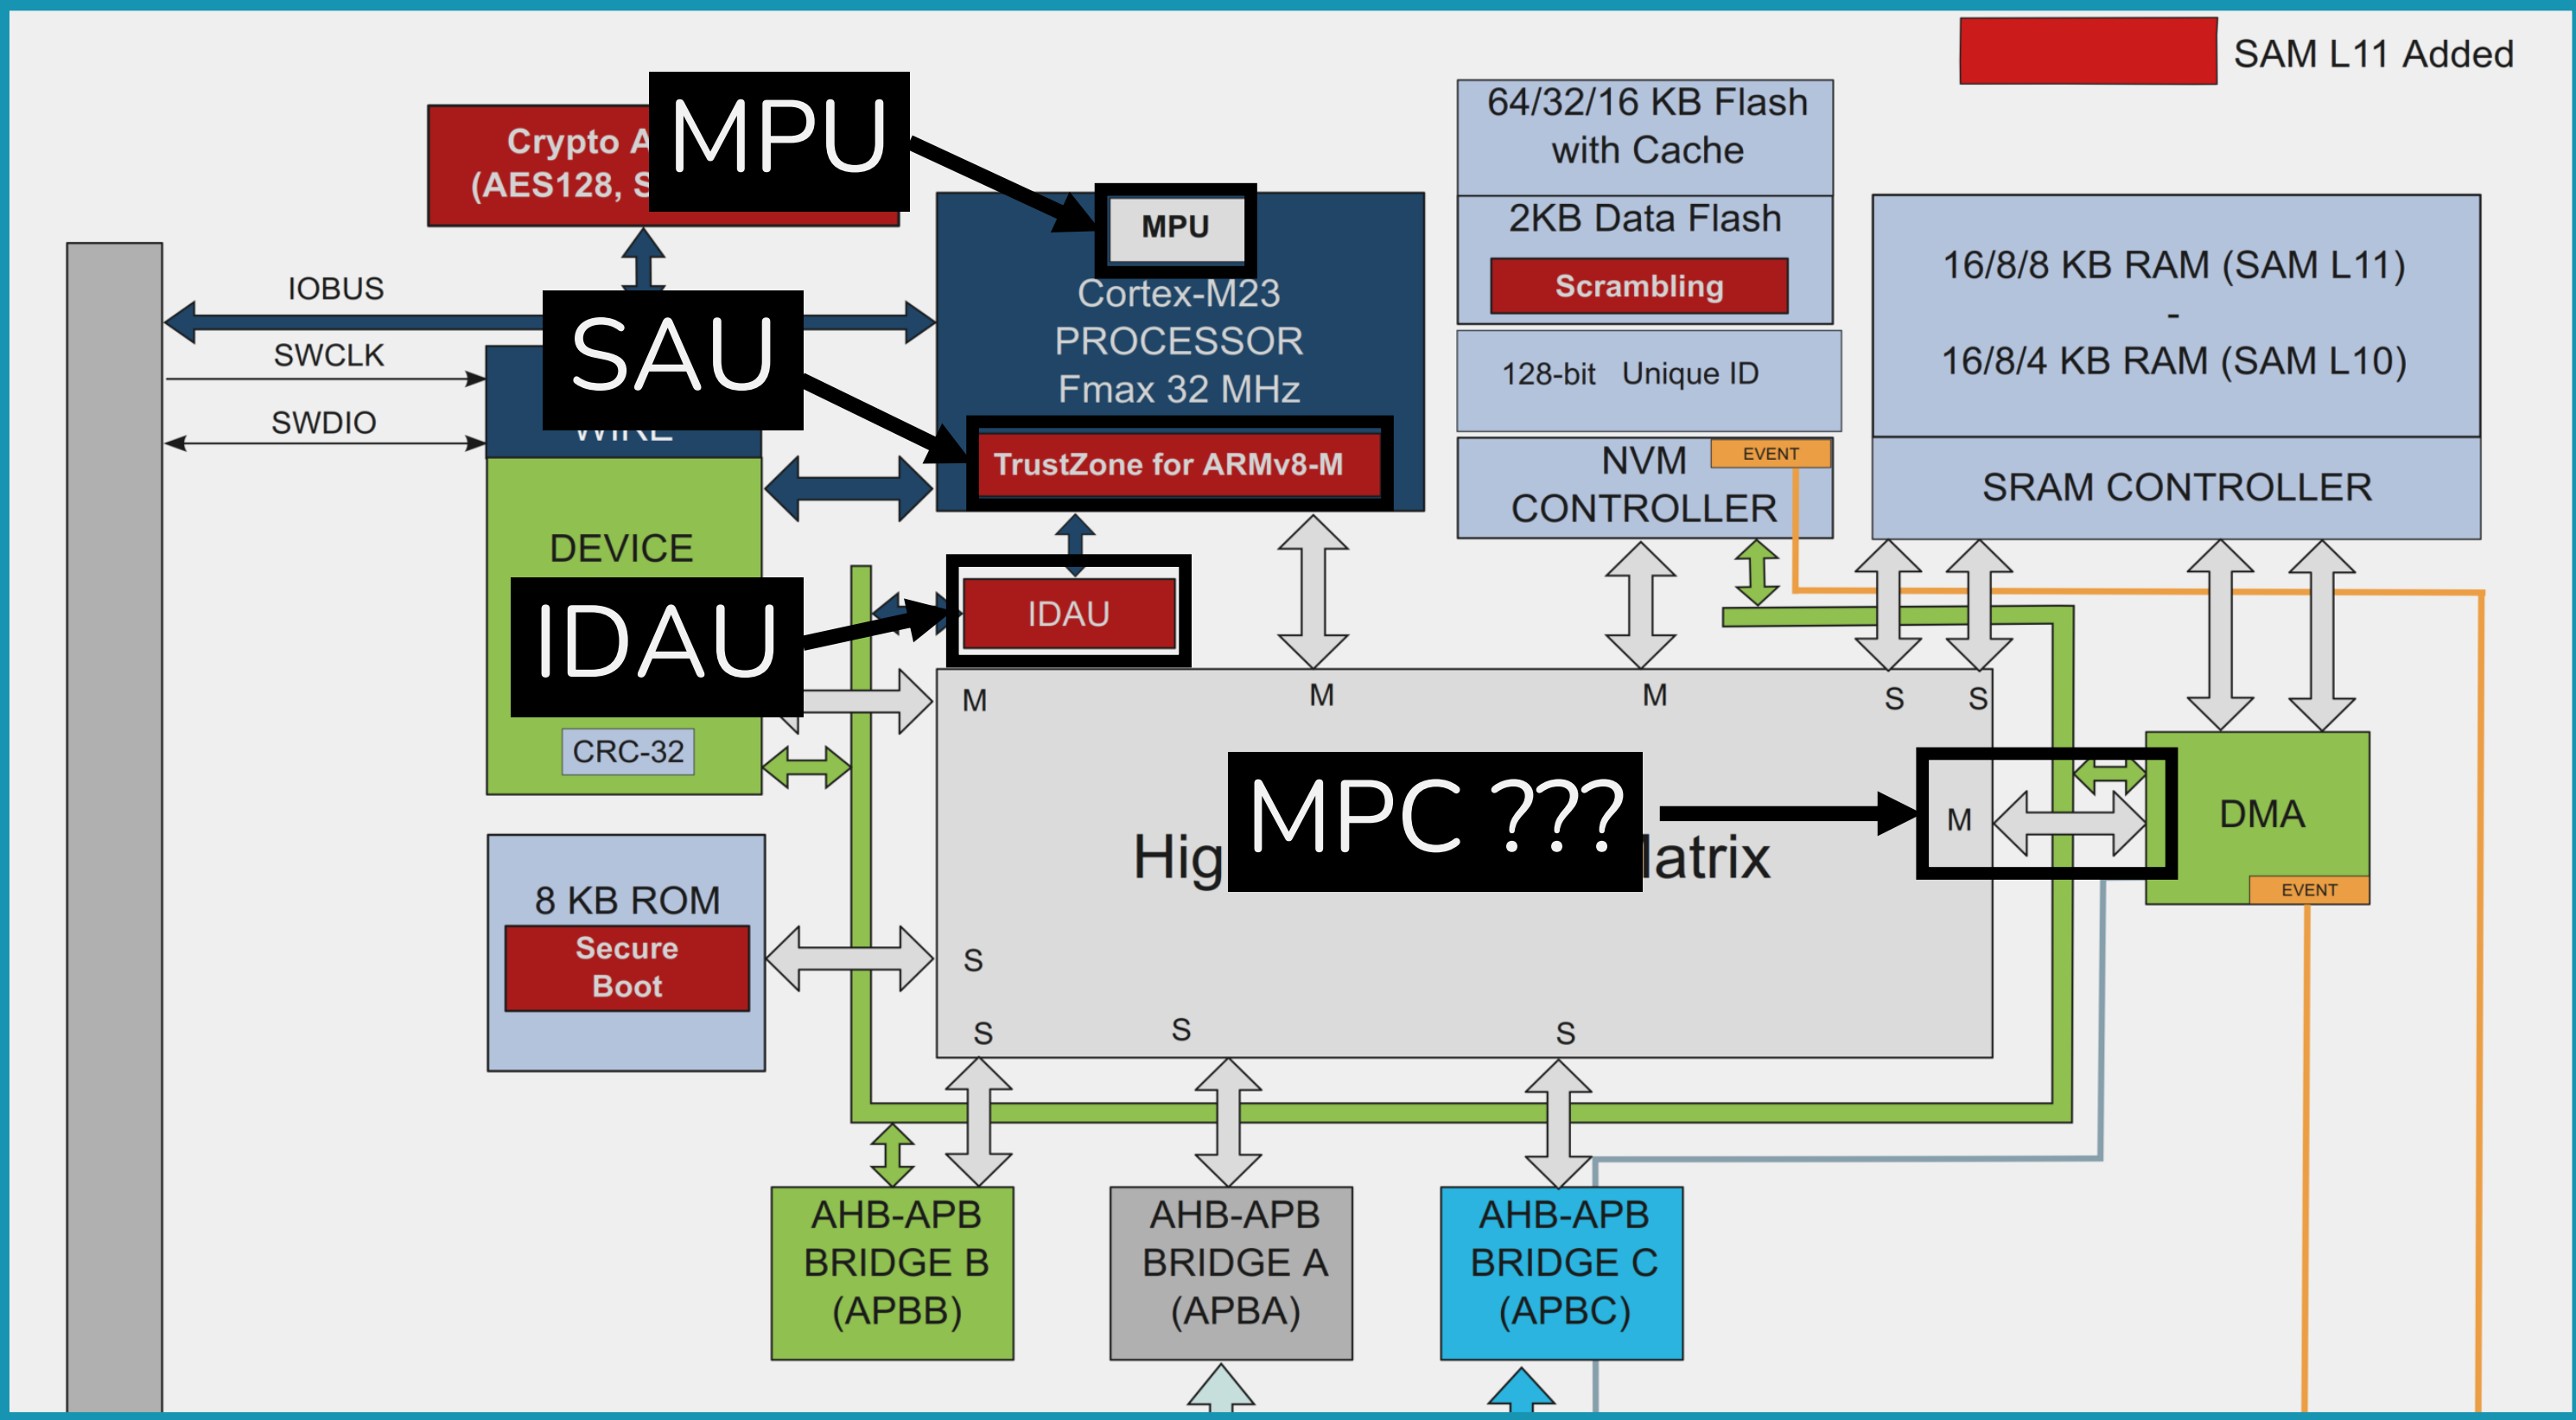 SAM L11 Added
MPU
Crypto
(AES128,
64/32/16 KB Flash
with Cache
2KB Data Flash
Scrambling
MPU
Cortex-M23
PROCESSOR
Fmax 32 MHz
TrustZone for ARMv8-M
16/8/8 KB RAM (SAM L11)
-
16/8/4 KB RAM (SAM L10)
SRAM CONTROLLER
128-bit Unique ID
NVM
CONTROLLER
EVENT
IOBUS
SWCLK
SWDIO
SAU
WIRE
DEVICE
IDAU
IDAU
CRC-32
M
M
M
S
S
MPC ???
M
DMA
EVENT
Hig
atrix
8 KB ROM
Secure
Boot
S
S
S
S
AHB-APB
BRIDGE B
(APBB)
AHB-APB
BRIDGE A
(APBA)
AHB-APB
BRIDGE C
(APBC)